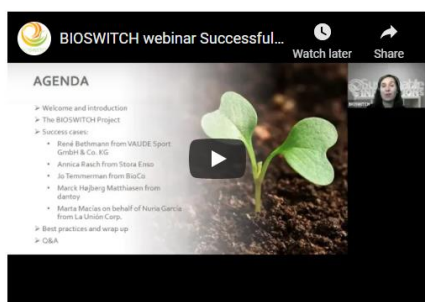 BIOSWITCH webinar Successful...
Watch later
Share
AGENDA
➤ Welcome and introduction
➤ The BIOSWITCH Project
➤ Success cases:
• René Bethmann from VAUDE Sport
GmbH & Co. KG
• Annica Rasch from Stora Enso
• Jo Temmerman from BioCo
• Marck Højbjerg Matthiasen from
dantoy
• Marta Macias on behalf of Nuria Garcia
from La Unión Corp.
➤ Best practices and wrap up
➤ Q&A